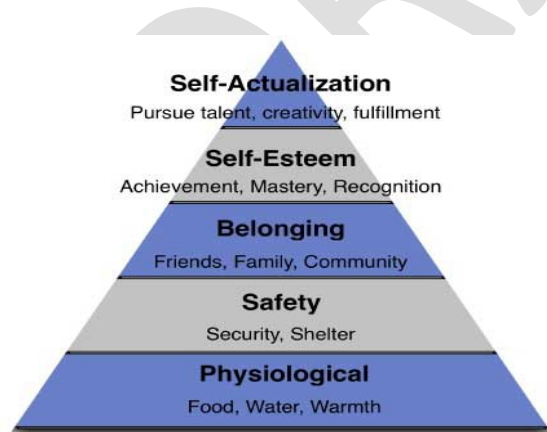 Self-Actualization
Pursue talent, creativity, fulfillment
Self-Esteem
Achievement, Mastery, Recognition
Belonging
Friends, Family, Community
Safety
Security, Shelter
Physiological
Food, Water, Warmth